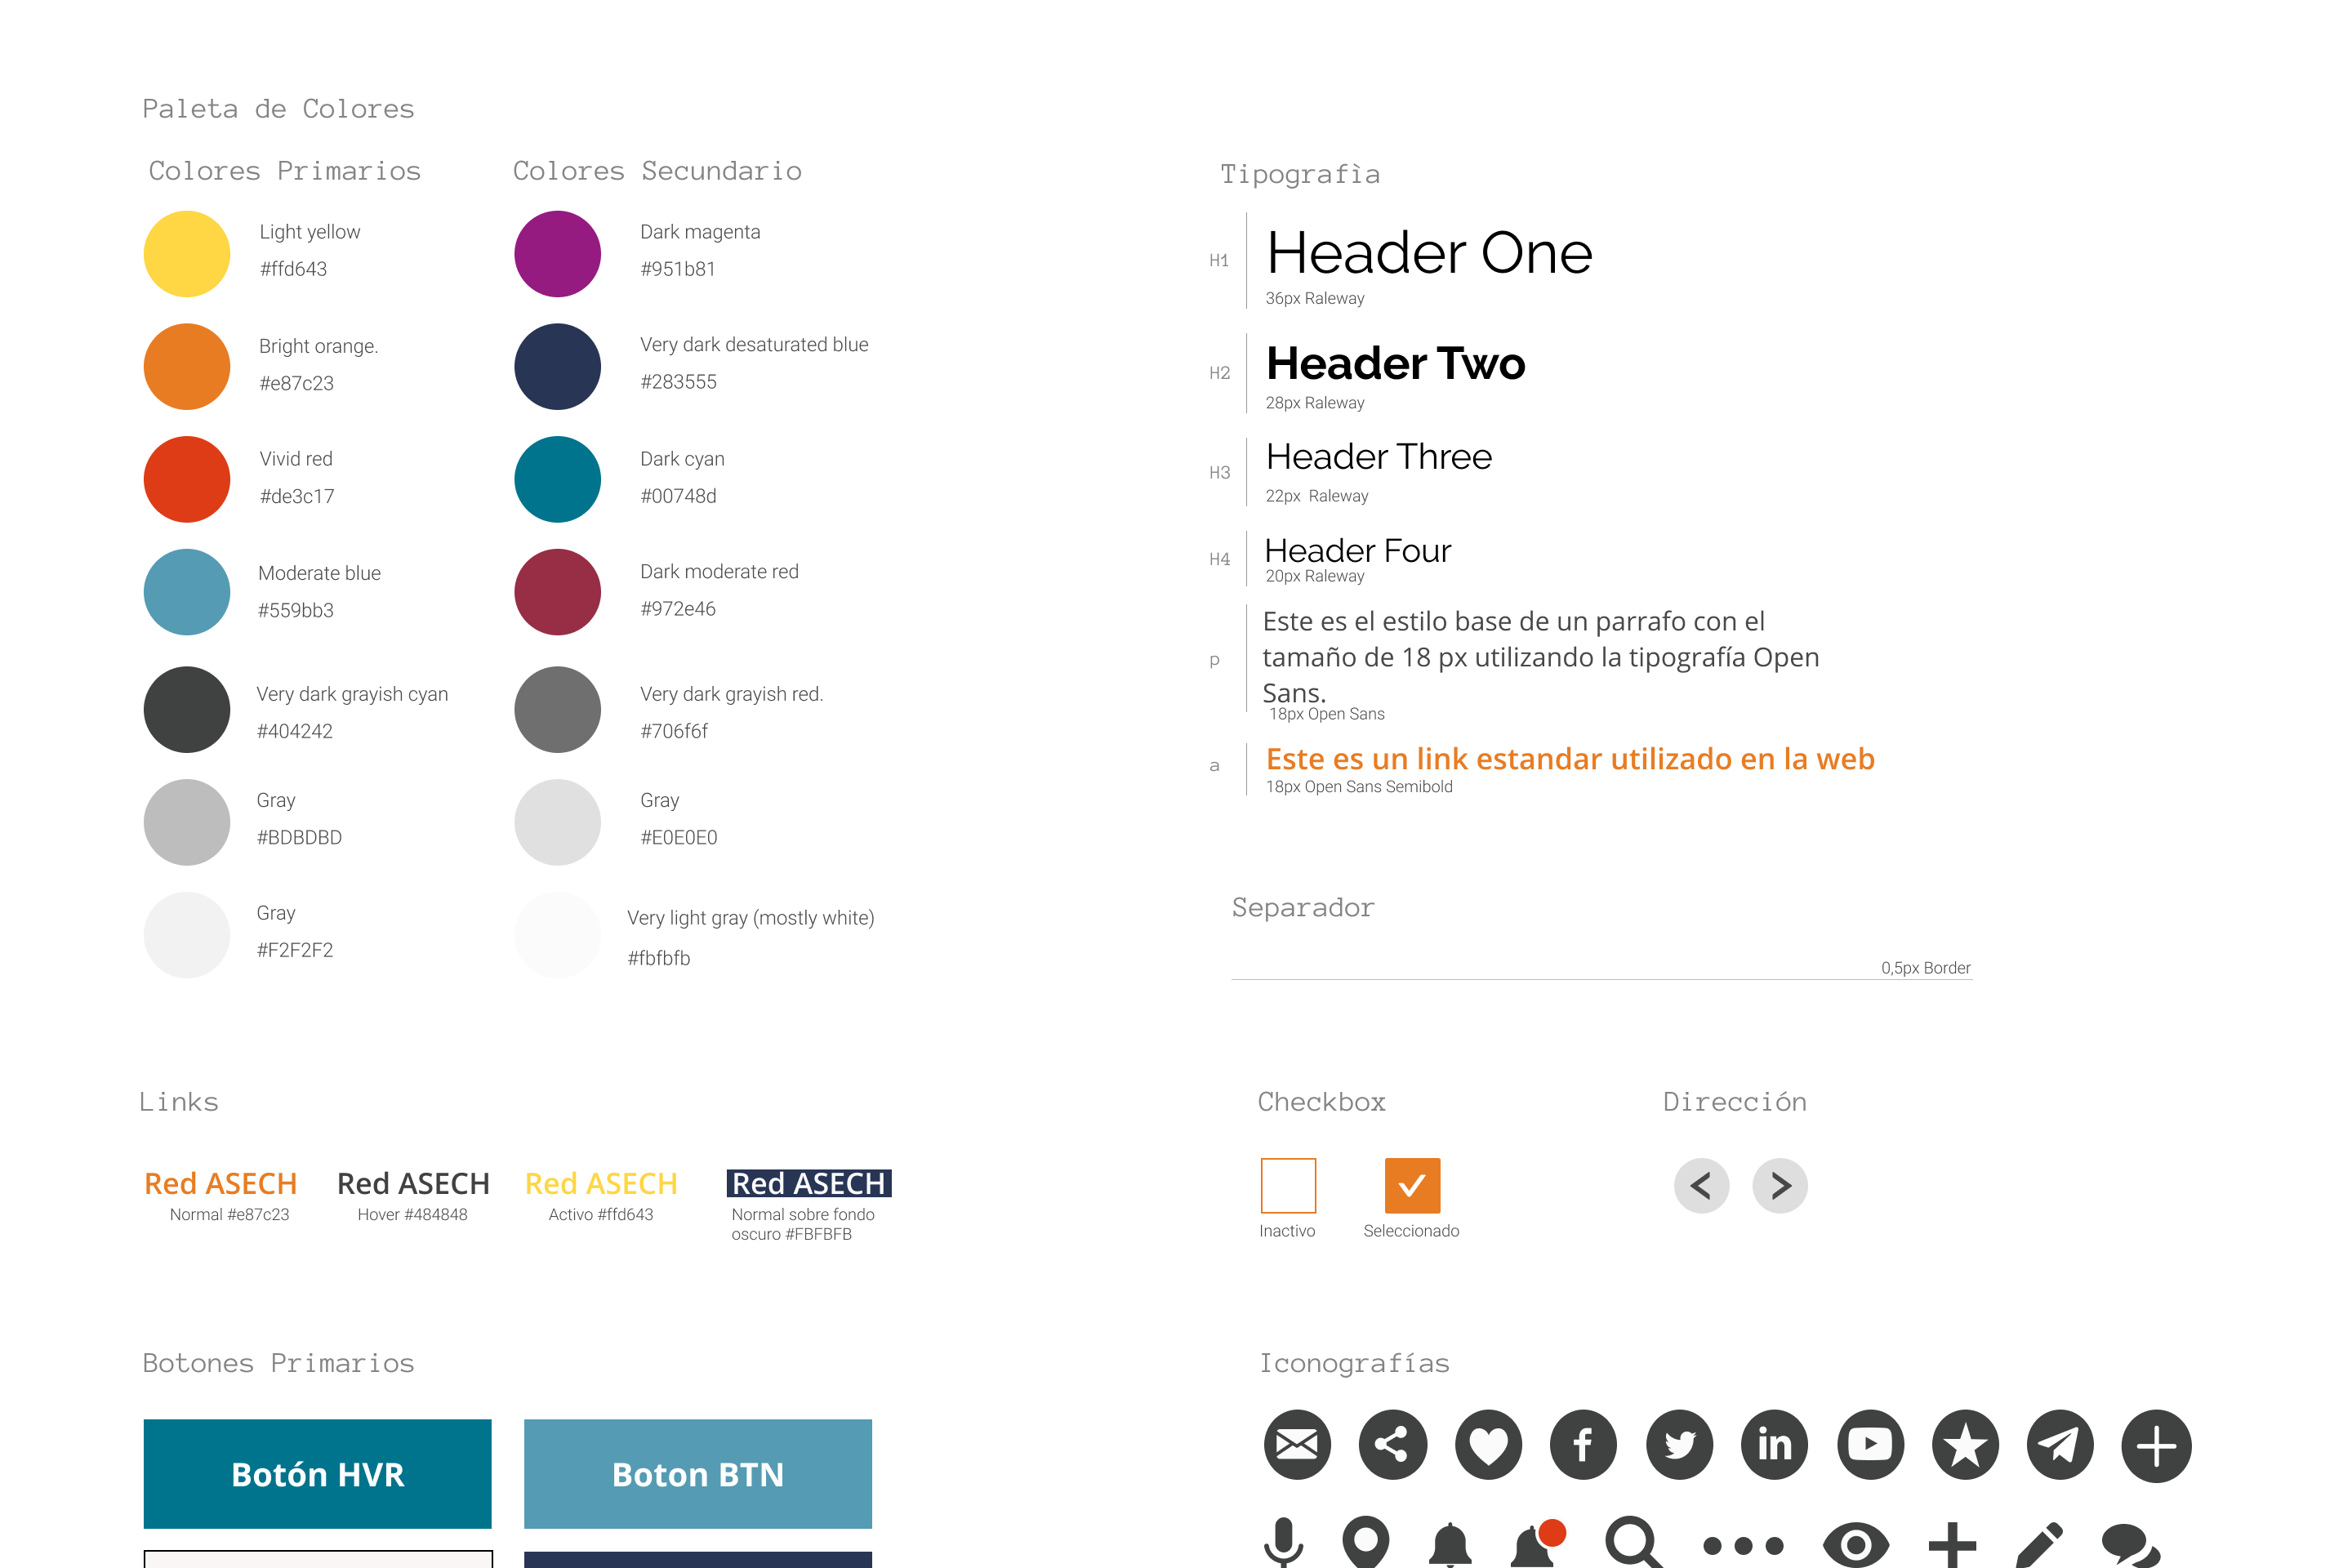 Paleta de Colores
Colores Primarios
Light yellow
#ffd643
Bright orange.
#e87c23
Vivid red
#de3c17
Moderate blue
#559bb3
Very dark grayish cyan
#404242
Gray
#BDBDBD
Gray
#F2F2F2
Colores Secundario
Dark magenta
#951b81
Very dark desaturated blue
#283555
Dark cyan
#00748d
Dark moderate red
#972e46
Very dark grayish red.
#706f6f
Gray
#E0E0E0
Very light gray (mostly white)
#fbfbfb
Tipografìa
H1
Header One
36px Raleway
H2
Header Two
28px Raleway
H3
Header Three
22px  Raleway
H4
Header Four
20px Raleway
p
Este es el estilo base de un parrafo con el
tamaño de 18 px utilizando la tipografía Open
Sans.
18px Open Sans
a
Este es un link estandar utilizado en la web
18px Open Sans Semibold
Separador
0,5px Border
Links
Red ASECH
Normal #e87c23
Red ASECH
Hover #484848
Red ASECH
Activo #ffd643
Red ASECH
Normal sobre fondo
oscuro #FBFBFB
Checkbox
Inactivo
Seleccionado
Dirección
Botones Primarios
Botón HVR
Boton BTN
Iconografías
f
in